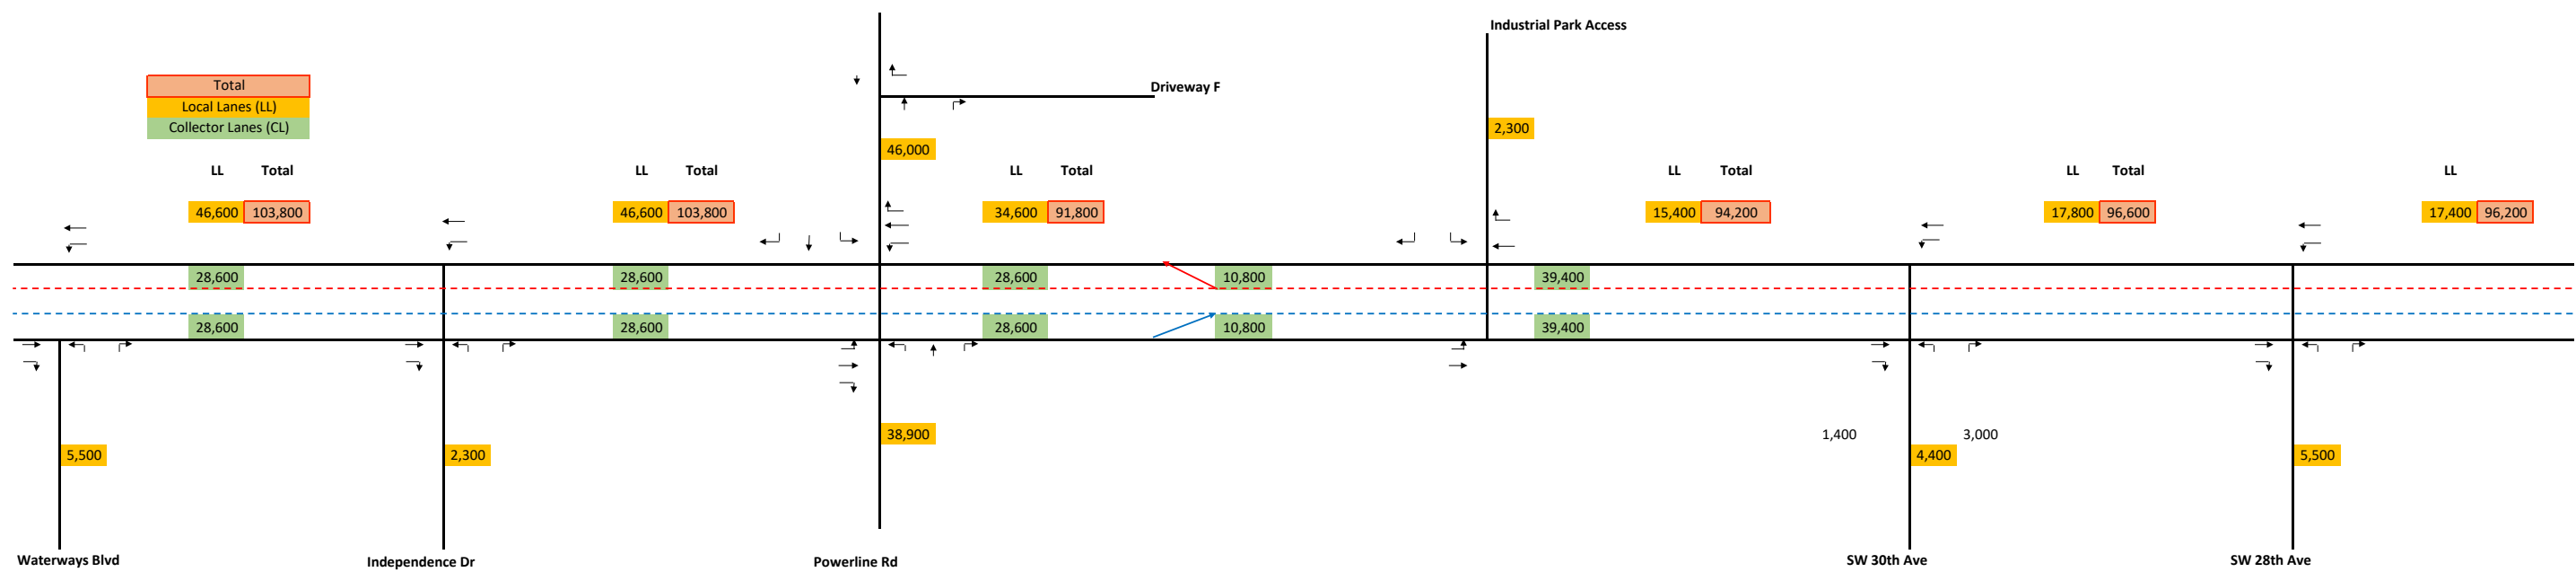 Industrial Park Access
Total
Local Lanes (LL)
Collector Lanes (CL)
Driveway F
2,300
46,000
LL Total LL Total LL Total LL Total LL Total LL
46,600 103,800 46,600 103,800 34,600 91,800 15,400 94,200 17,800 96,600 17,400 96,200
28,600 28,600 28,600 10,800 39,400
28,600 28,600 28,600 10,800 39,400
38,900 1,400 3,000
5,500 2,300 4,400 5,500
Waterways Blvd Independence Dr Powerline Rd SW 30th Ave SW 28th Ave